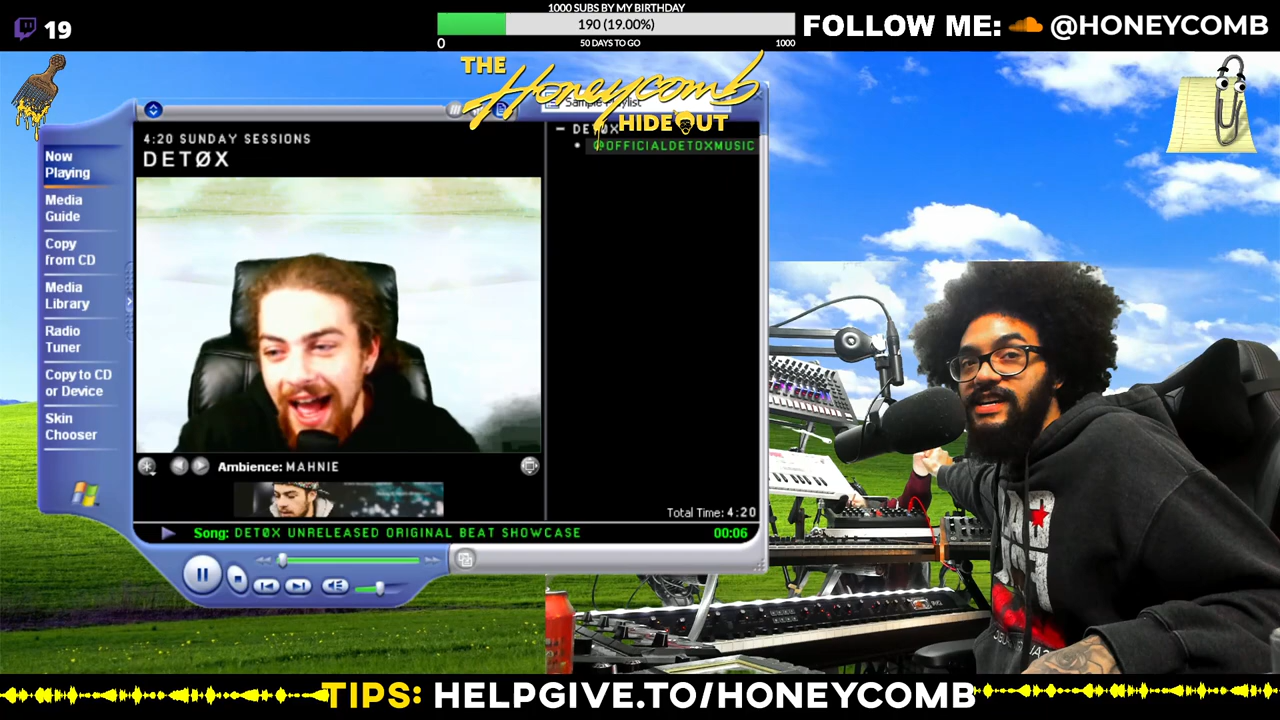 19
1000 SUBS BY MY BIRTHDAY
190 (19.00%)
0
50 DAYS TO GO
1000
FOLLOW ME: @HONEYCOMB
THE
Honeycomb
HIDEOUT
Sample Playlist
4:20 SUNDAY SESSIONS
DETØX
DETØX
@OFFICIALDETOXMUSIC
Now
Playing
Media
Guide
Copy
from CD
Media
Library
Radio
Tuner
Copy to CD
or Device
Skin
Chooser
Ambience: MAHNIE
Total Time: 4:20
Song: DETØX UNRELEASED ORIGINAL BEAT SHOWCASE
00:06
TIPS: HELPGIVE.TO/HONEYCOMB